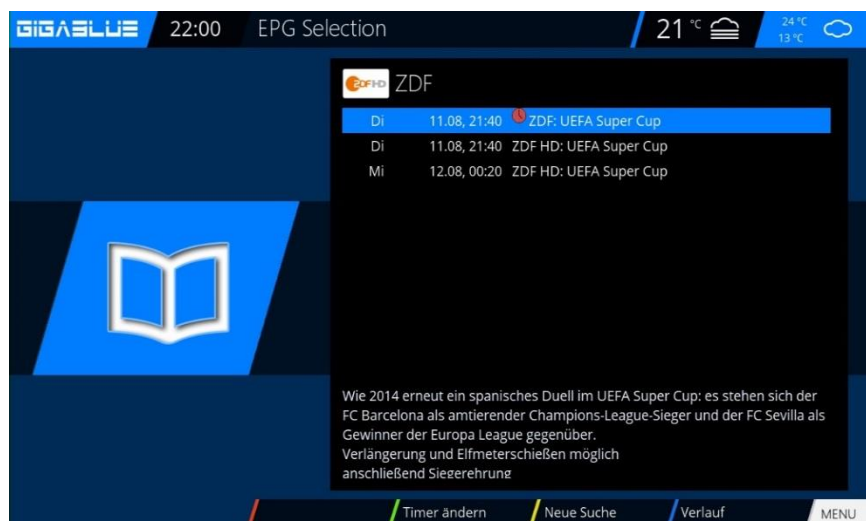 GIGABLUE 22:00 EPG Selection 21 °C 24 °C
13 °C
ZDF HD ZDF
Di 11.08, 21:40 ZDF: UEFA Super Cup
Di 11.08, 21:40 ZDF HD: UEFA Super Cup
Mi 12.08, 00:20 ZDF HD: UEFA Super Cup
Wie 2014 erneut ein spanisches Duell im UEFA Super Cup: es stehen sich der
FC Barcelona als amtierender Champions-League-Sieger und der FC Sevilla als
Gewinner der Europa League gegenüber.
Verlängerung und Elfmeterschießen möglich
anschließend Siegerehrung
Timer ändern Neue Suche Verlauf MENU